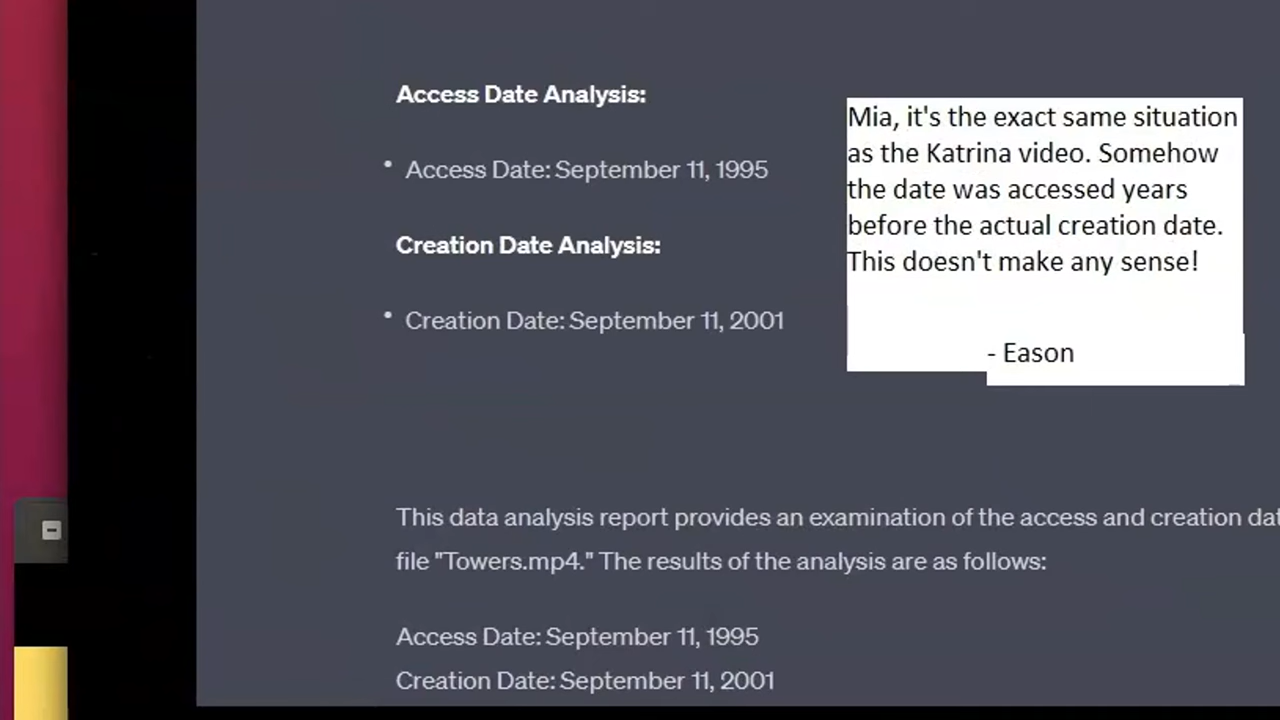 Access Date Analysis:
• Access Date: September 11, 1995
Creation Date Analysis:
• Creation Date: September 11, 2001
Mia, it's the exact same situation
as the Katrina video. Somehow
the date was accessed years
before the actual creation date.
This doesn't make any sense!
- Eason
This data analysis report provides an examination of the access and creation
file "Towers.mp4." The results of the analysis are as follows:
Access Date: September 11, 1995
Creation Date: September 11, 2001